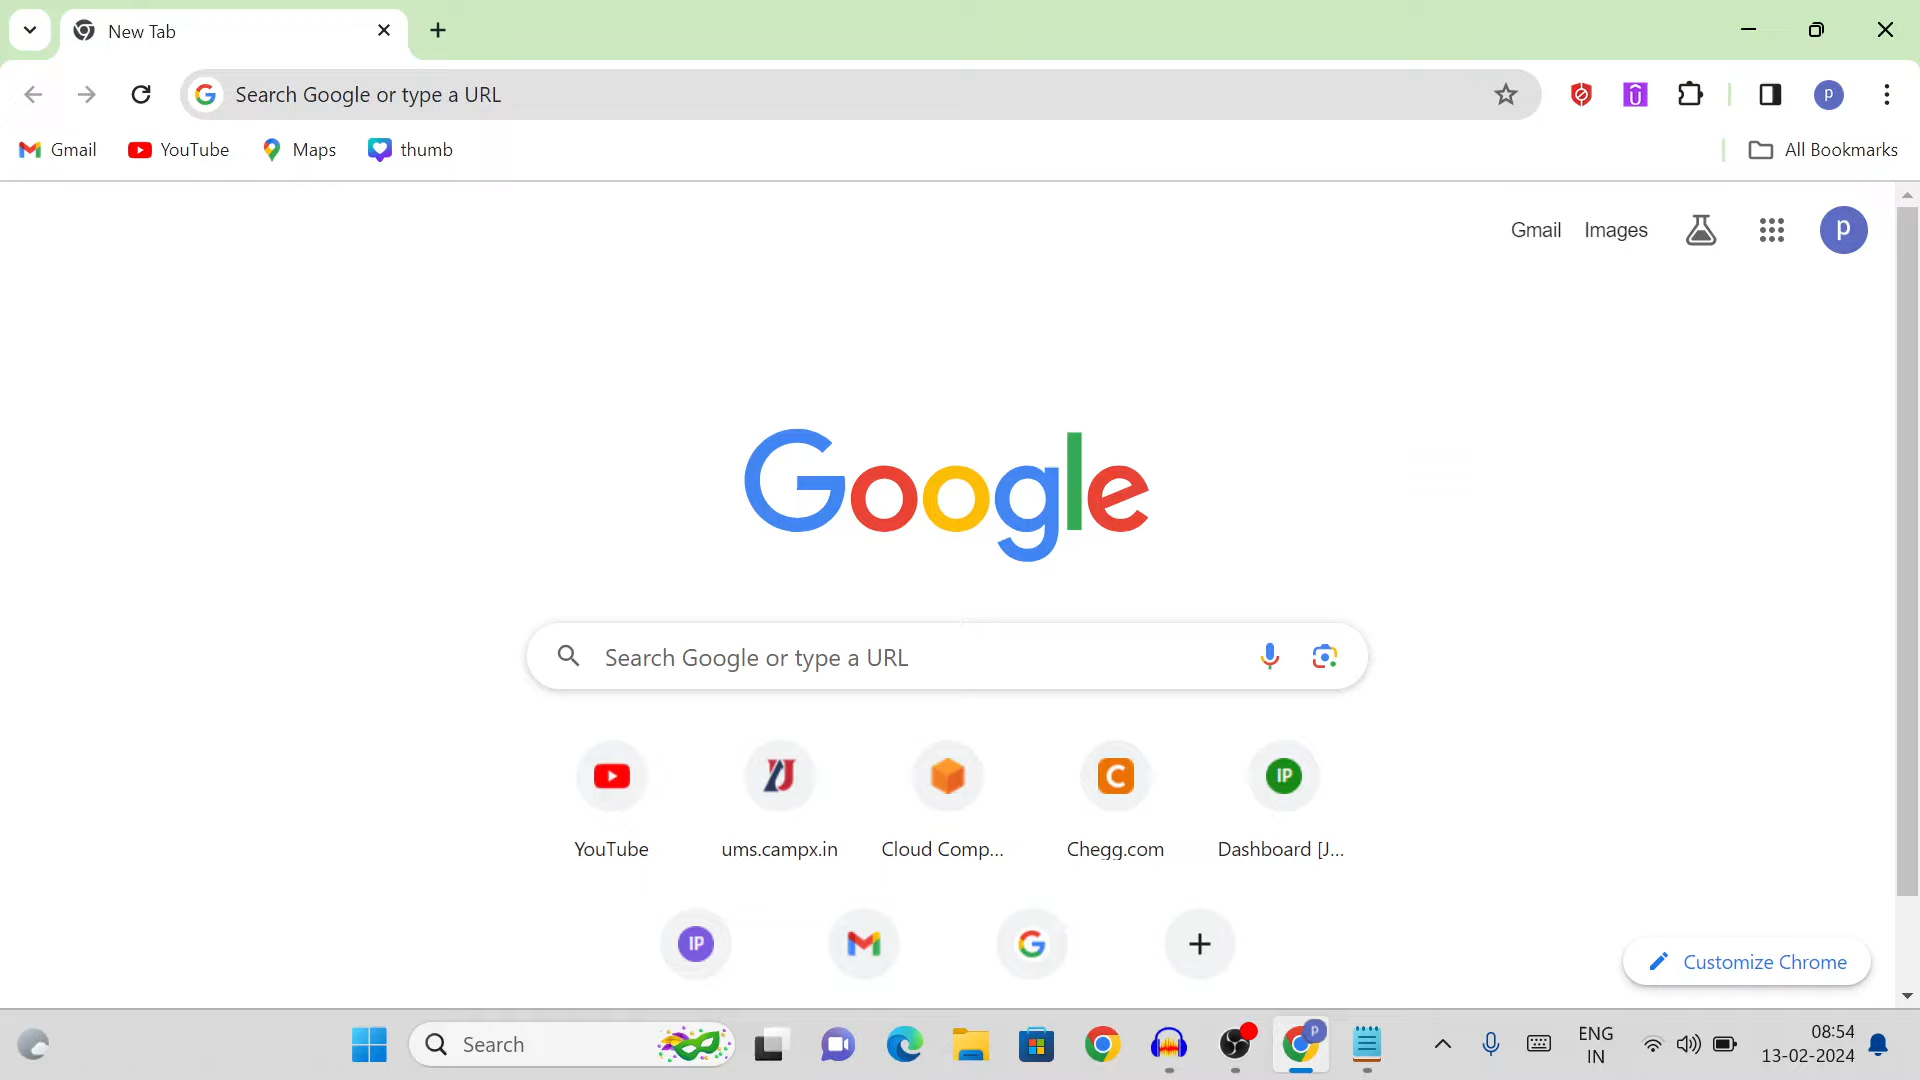 New Tab
Search Google or type a URL
P
Gmail YouTube Maps thumb All Bookmarks
Gmail Images p
Google
Search Google or type a URL
C IP
YouTube ums.campx.in Cloud Comp... Chegg.com Dashboard [J...
IP
Customize Chrome
Search P ENG 08:54
IN 13-02-2024